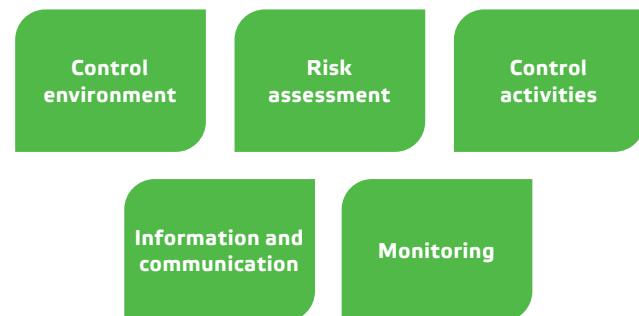 Control
environment
Risk
assessment
Control
activities
Information and
communication
Monitoring